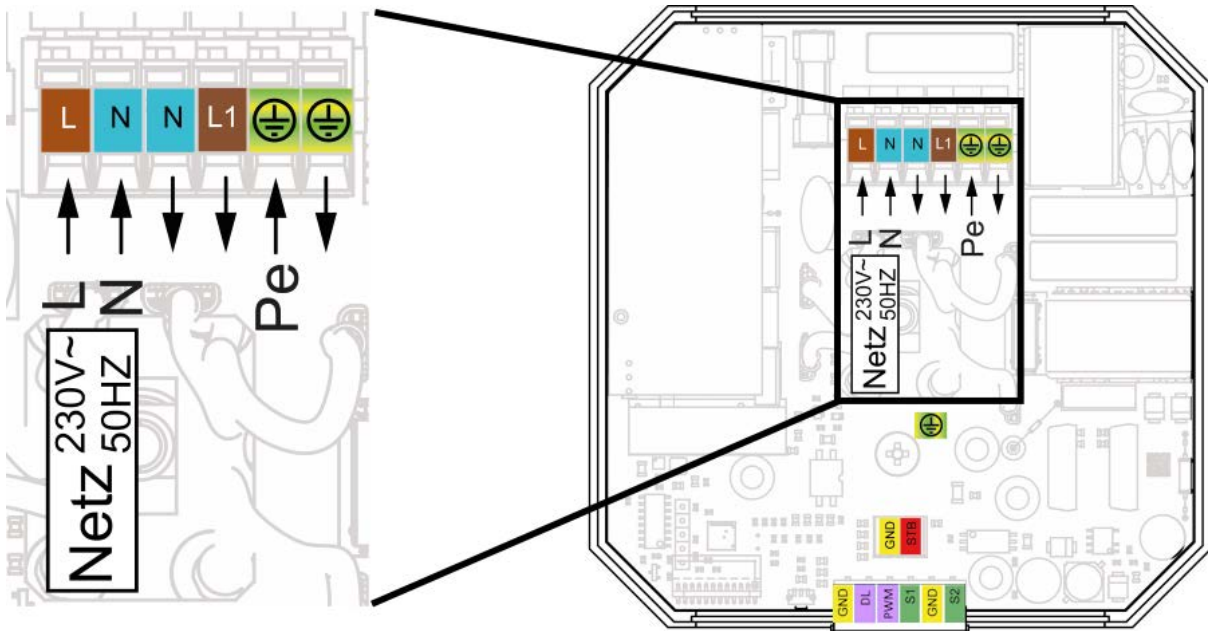 L N N L1
L N Pe
Netz 230V~
50HZ
L N N L1
L N Pe
Netz 230V~
50HZ
GND STB
GND DL PWM S1 GND S2